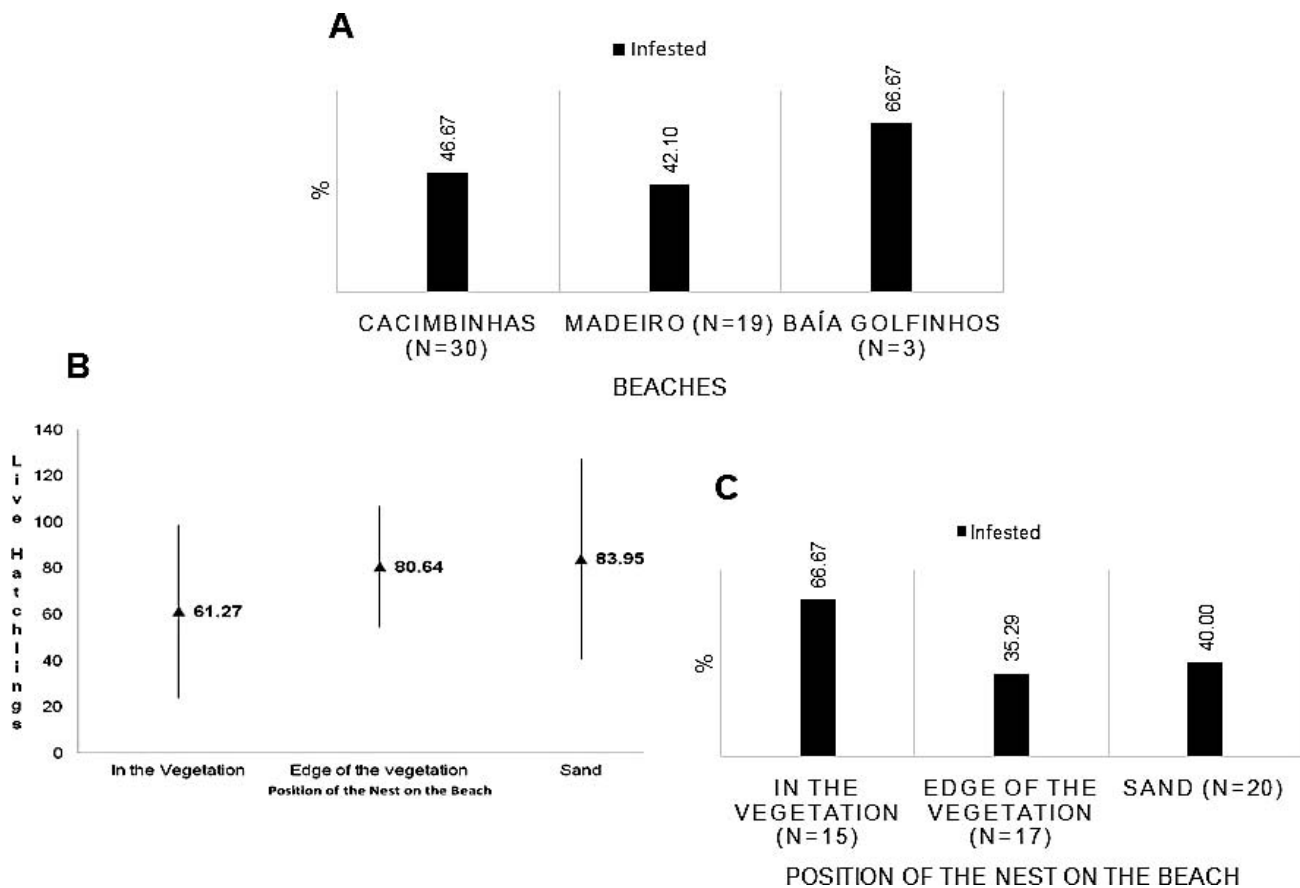 A
Infested
%
46.67
42.10
66.67
CACIMBINHAS
(N=30)
MADEIRO (N=19)
BAÍA GOLFINHOS
(N=3)
BEACHES
B
Live Hatchlings
140
120
100
80
60
40
20
0
61.27
80.64
83.95
In the Vegetation
Edge of the vegetation
Sand
Position of the Nest on the Beach
C
Infested
%
66.67
35.29
40.00
IN THE
VEGETATION
(N=15)
EDGE OF THE
VEGETATION
(N=17)
SAND (N=20)
POSITION OF THE NEST ON THE BEACH